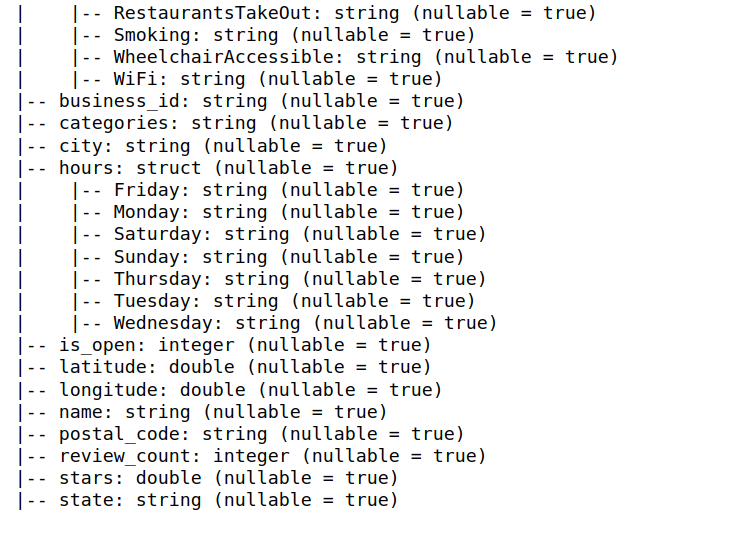 |    |-- RestaurantsTakeOut: string (nullable = true)
|    |-- Smoking: string (nullable = true)
|    |-- WheelchairAccessible: string (nullable = true)
|    |-- WiFi: string (nullable = true)
|-- business_id: string (nullable = true)
|-- categories: string (nullable = true)
|-- city: string (nullable = true)
|-- hours: struct (nullable = true)
|    |-- Friday: string (nullable = true)
|    |-- Monday: string (nullable = true)
|    |-- Saturday: string (nullable = true)
|    |-- Sunday: string (nullable = true)
|    |-- Thursday: string (nullable = true)
|    |-- Tuesday: string (nullable = true)
|    |-- Wednesday: string (nullable = true)
|-- is_open: integer (nullable = true)
|-- latitude: double (nullable = true)
|-- longitude: double (nullable = true)
|-- name: string (nullable = true)
|-- postal_code: string (nullable = true)
|-- review_count: integer (nullable = true)
|-- stars: double (nullable = true)
|-- state: string (nullable = true)